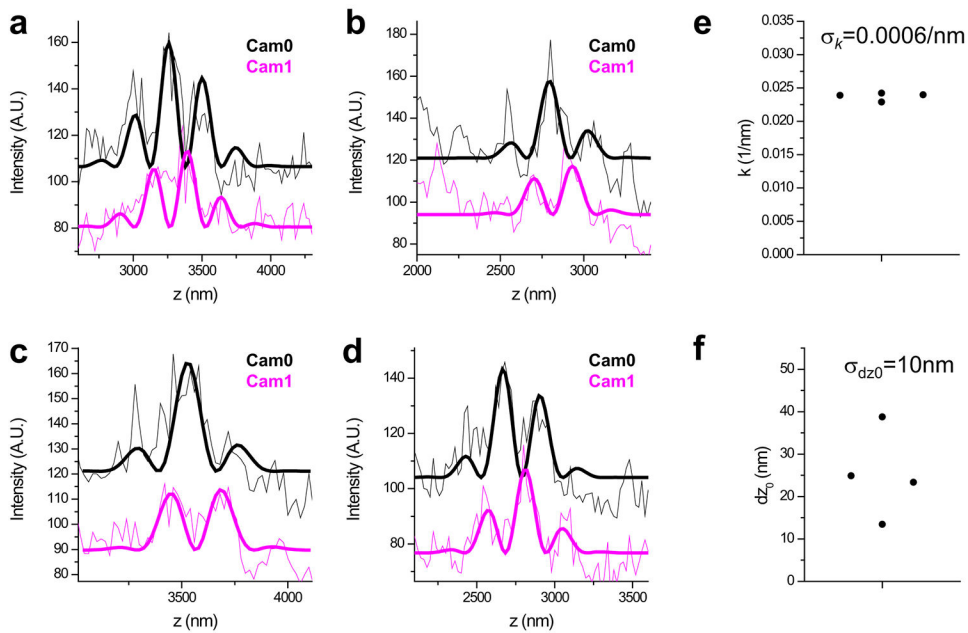 a
160
140
120
100
80
Intensity (A.U.)
Cam0
Cam1
3000
3500
4000
z (nm)
b
180
160
140
120
100
80
Intensity (A.U.)
Cam0
Cam1
2000
2500
3000
z (nm)
e
0.035
0.030
0.025
0.020
0.015
0.010
0.005
0.000
k (1/nm)
σk=0.0006/nm
c
170
160
150
140
130
120
110
100
90
80
Intensity (A.U.)
Cam0
Cam1
3500
4000
z (nm)
d
140
120
100
80
Intensity (A.U.)
Cam0
Cam1
2500
3000
3500
z (nm)
f
50
40
30
20
10
0
dz0 (nm)
σdz0=10nm